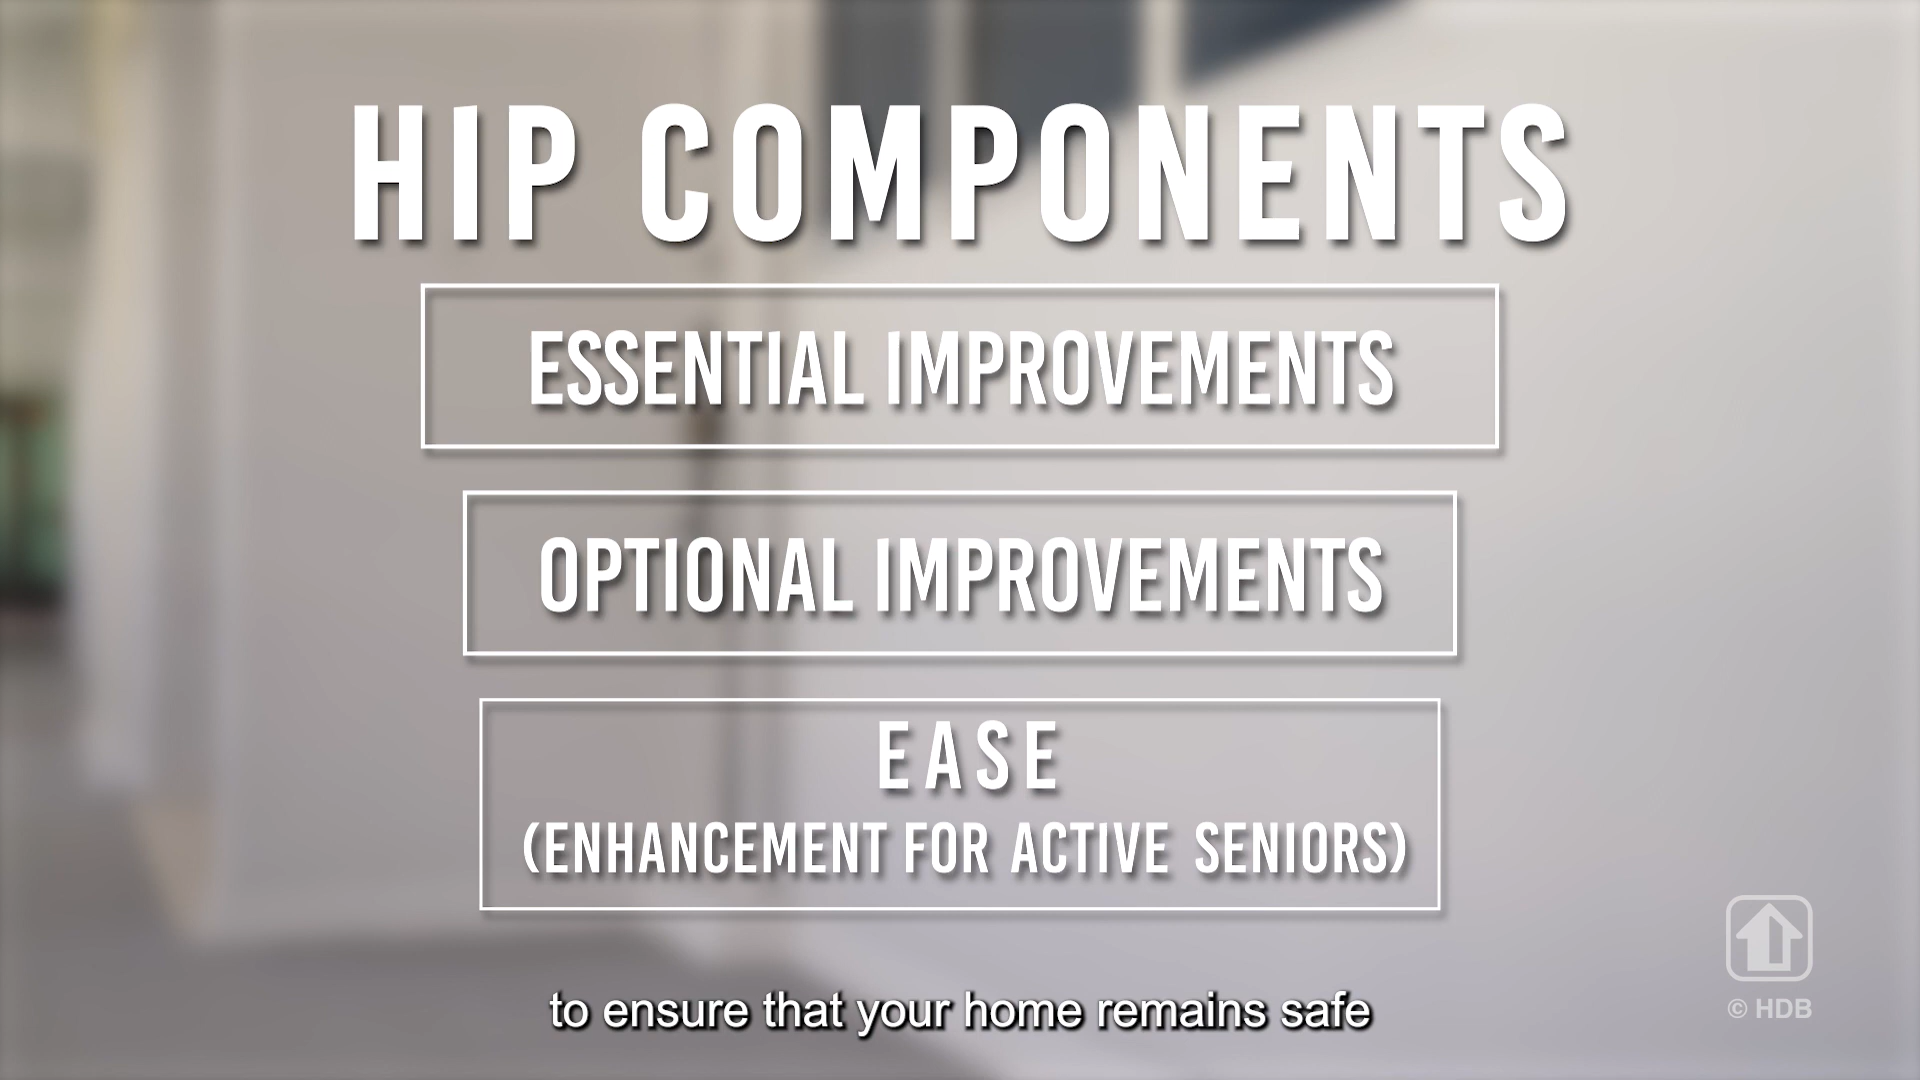 HIP COMPONENTS
ESSENTIAL IMPROVEMENTS
OPTIONAL IMPROVEMENTS
EASE
(ENHANCEMENT FOR ACTIVE SENIORS)
to ensure that your home remains safe
© HDB